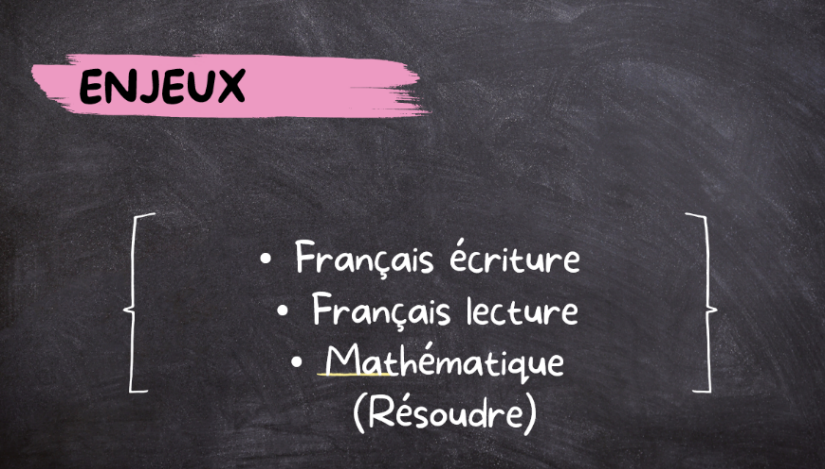 ENJEUX
• Français écriture
• Français lecture
• Mathématique
(Résoudre)